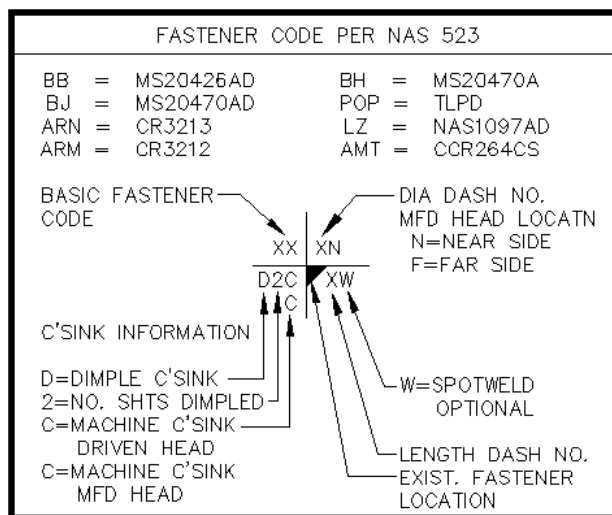 FASTENER CODE PER NAS 523
BB = MS20426AD BH = MS20470A
BJ = MS20470AD POP = TLPD
ARN = CR3213 LZ = NAS1097AD
ARM = CR3212 AMT = CCR264CS
BASIC FASTENER
CODE
DIA DASH NO.
MFD HEAD LOCATN
N=NEAR SIDE
F=FAR SIDE
XX XN
D2C XW
C
C'SINK INFORMATION
D=DIMPLE C'SINK
2=NO. SHTS DIMPLED
C=MACHINE C'SINK
DRIVEN HEAD
C=MACHINE C'SINK
MFD HEAD
W=SPOTWELD
OPTIONAL
LENGTH DASH NO.
EXIST. FASTENER
LOCATION